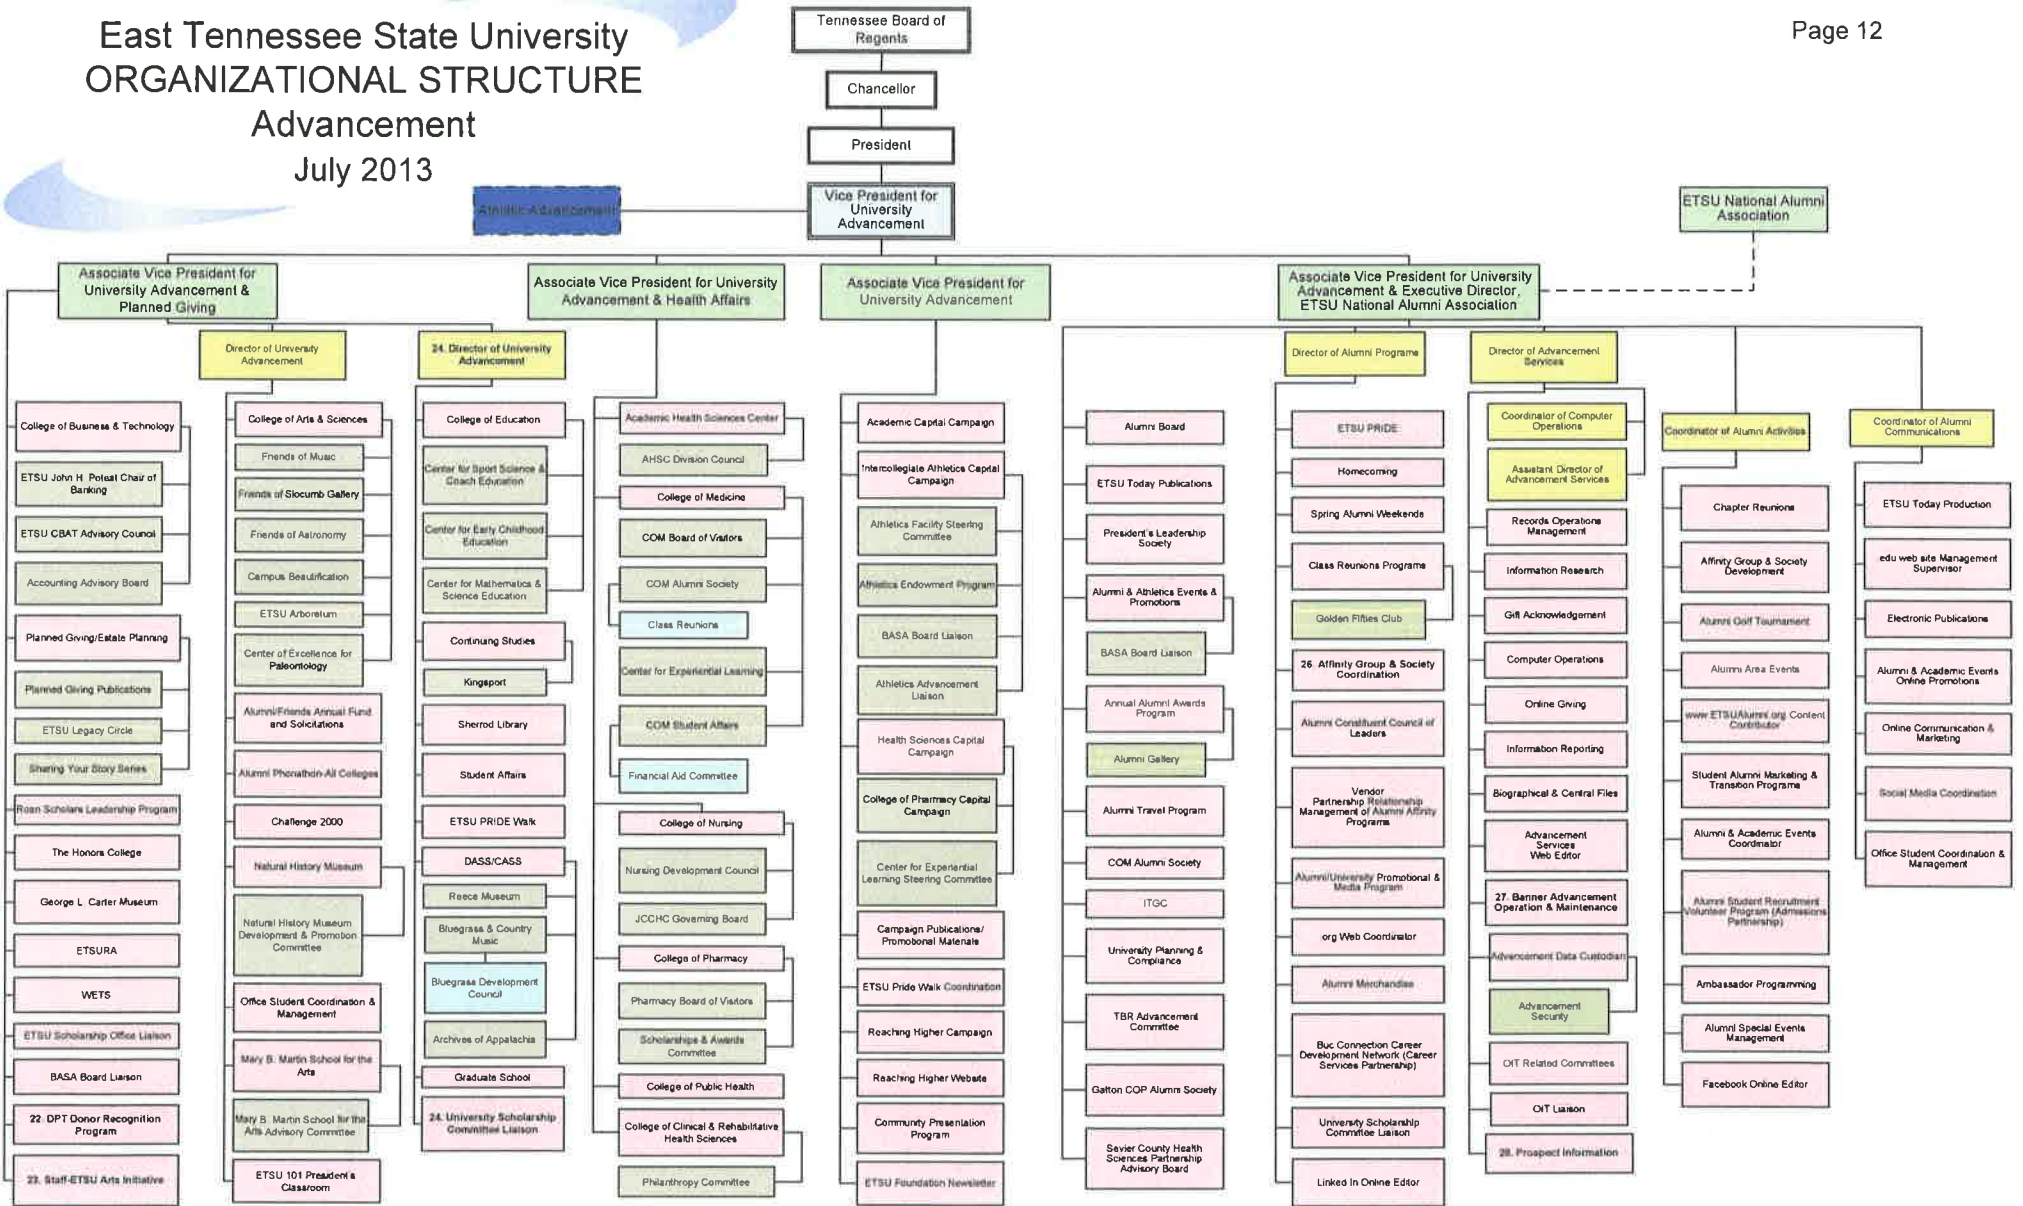 East Tennessee State University
ORGANIZATIONAL STRUCTURE
Advancement
July 2013
Page 12
Tennessee Board of
Regents
Chancellor
President
Vice President for
University
Advancement
Athletic Advancement
ETSU National Alumni
Association
Associate Vice President for
University Advancement &
Planned Giving
Associate Vice President for University
Advancement & Health Affairs
Associate Vice President for
University Advancement
Associate Vice President for University
Advancement & Executive Director,
ETSU National Alumni Association
Director of University
Advancement
24. Director of University
Advancement
Director of Alumni Programs
Director of Advancement
Services
College of Business & Technology
ETSU John H. Poteat Chair of
Banking
ETSU CBAT Advisory Council
Accounting Advisory Board
Planned Giving/Estate Planning
Planned Giving Publications
ETSU Legacy Circle
Sharing Your Story Series
Roan Scholars Leadership Program
The Honors College
George L. Carter Museum
ETSURA
WETS
ETSU Scholarship Office Liaison
BASA Board Liaison
22. DPT Donor Recognition
Program
23. Staff-ETSU Arts Initiative
College of Arts & Sciences
Friends of Music
Friends of Slocumb Gallery
Friends of Astronomy
Campus Beautification
ETSU Arboretum
Center of Excellence for
Paleontology
Alumni/Friends Annual Fund
and Solicitations
Alumni Phonathon-All Colleges
Challenge 2000
Natural History Museum
Natural History Museum
Development & Promotion
Committee
Office Student Coordination &
Management
Mary B. Martin School for the
Arts
Mary B. Martin School for the
Arts Advisory Committee
ETSU 101 President's
Classroom
College of Education
Center for Sport Science &
Coach Education
Center for Early Childhood
Education
Center for Mathematics &
Science Education
Continuing Studies
Kingsport
Sherrod Library
Student Affairs
ETSU PRIDE Walk
DASS/CASS
Reece Museum
Bluegrass & Country
Music
Bluegrass Development
Council
Archives of Appalachia
Graduate School
24. University Scholarship
Committee Liaison
Academic Health Sciences Center
AHSC Division Council
College of Medicine
COM Board of Visitors
COM Alumni Society
Class Reunions
Center for Experiential Learning
COM Student Affairs
Financial Aid Committee
College of Nursing
Nursing Development Council
JCCHC Governing Board
College of Pharmacy
Pharmacy Board of Visitors
Scholarships & Awards
Committee
College of Public Health
College of Clinical & Rehabilitative
Health Sciences
Philanthropy Committee
Academic Capital Campaign
Intercollegiate Athletics Capital
Campaign
Athletics Facility Steering
Committee
Athletics Endowment Program
BASA Board Liaison
Athletics Advancement
Liaison
Health Sciences Capital
Campaign
College of Pharmacy Capital
Campaign
Center for Experiential
Learning Steering Committee
Campaign Publications/
Promotional Materials
ETSU Pride Walk Coordination
Reaching Higher Campaign
Reaching Higher Website
Community Presentation
Program
ETSU Foundation Newsletter
Alumni Board
ETSU Today Publications
President's Leadership
Society
Alumni & Athletics Events &
Promotions
BASA Board Liaison
Annual Alumni Awards
Program
Alumni Gallery
Alumni Travel Program
COM Alumni Society
ITGC
University Planning &
Compliance
TBR Advancement
Committee
Gatton COP Alumni Society
Sevier County Health
Sciences Partnership
Advisory Board
ETSU PRIDE
Homecoming
Spring Alumni Weekends
Class Reunions Programs
Golden Fifties Club
26. Affinity Group & Society
Coordination
Alumni Constituent Council of
Leaders
Vendor
Partnership Relationship
Management of Alumni Affinity
Programs
Alumni/University Promotional &
Media Program
org Web Coordinator
Alumni Merchandise
Buc Connection Career
Development Network (Career
Services Partnership)
University Scholarship
Committee Liaison
Linked In Online Editor
Coordinator of Computer
Operations
Assistant Director of
Advancement Services
Records Operations
Management
Information Research
Gift Acknowledgement
Computer Operations
Online Giving
Information Reporting
Biographical & Central Files
Advancement
Services
Web Editor
27. Banner Advancement
Operation & Maintenance
Advancement Data Custodian
Advancement
Security
OIT Related Committees
OIT Liaison
28. Prospect Information
Coordinator of Alumni Activities
Chapter Reunions
Affinity Group & Society
Development
Alumni Golf Tournament
Alumni Area Events
www.ETSUAlumni.org Content
Contributor
Student Alumni Marketing &
Transition Programs
Alumni & Academic Events
Coordinator
Alumni Student Recruitment
Volunteer Program (Admissions
Partnership)
Ambassador Programming
Alumni Special Events
Management
Facebook Online Editor
Coordinator of Alumni
Communications
ETSU Today Production
edu web site Management
Supervisor
Electronic Publications
Alumni & Academic Events
Online Promotions
Online Communication &
Marketing
Social Media Coordination
Office Student Coordination &
Management